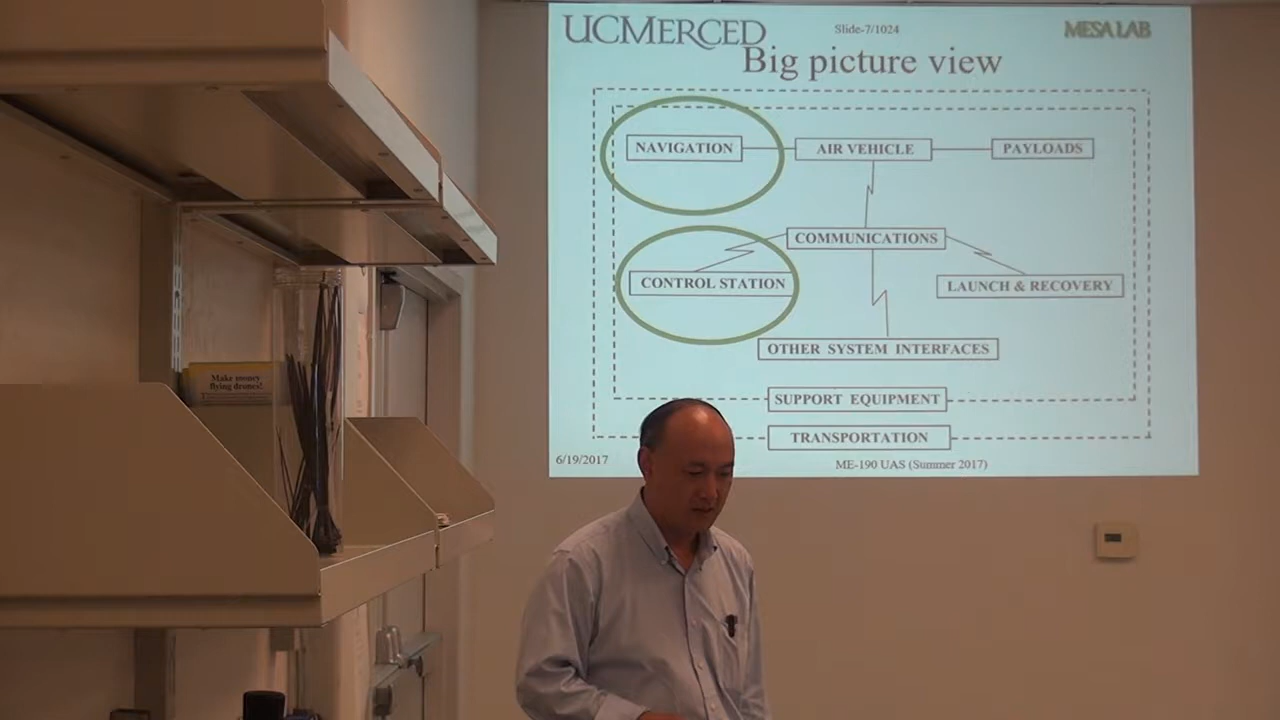 UCMERCED
Slide-7/1024
MESA LAB
Big picture view
NAVIGATION
AIR VEHICLE
PAYLOADS
COMMUNICATIONS
CONTROL STATION
LAUNCH & RECOVERY
OTHER SYSTEM INTERFACES
SUPPORT EQUIPMENT
TRANSPORTATION
6/19/2017
ME-190 UAS (Summer 2017)
Make money
flying drones!